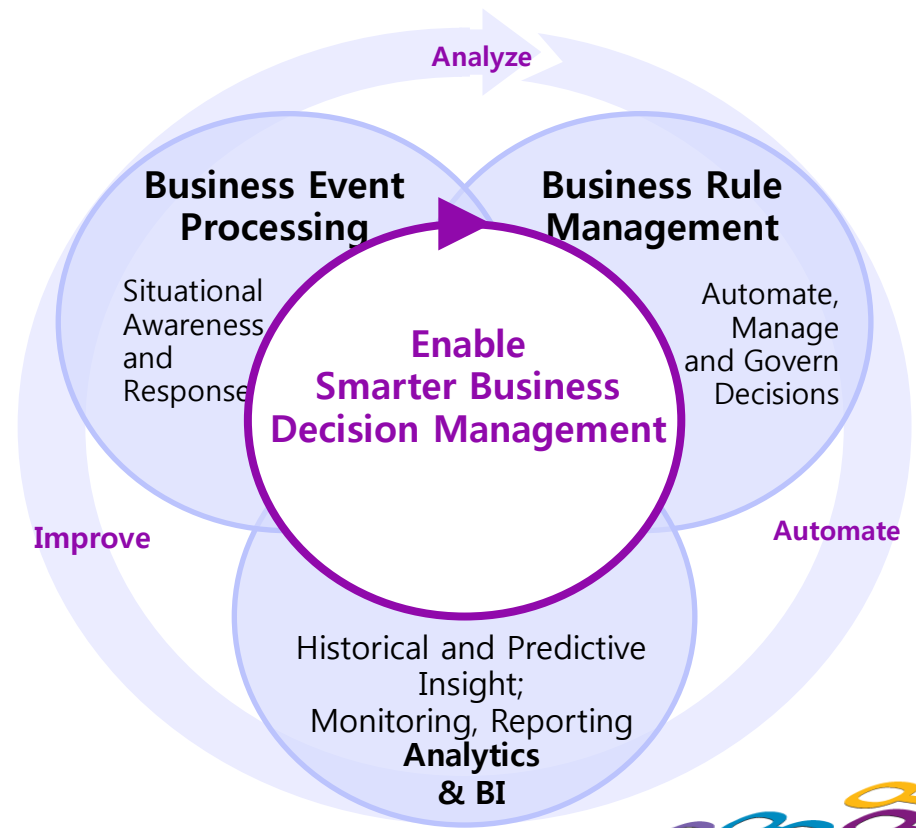 Analyze
Business Event
Processing
Situational
Awareness
and
Response
Business Rule
Management
Automate,
Manage
and Govern
Decisions
Enable
Smarter Business
Decision Management
Improve
Automate
Historical and Predictive
Insight;
Monitoring, Reporting
Analytics
& BI